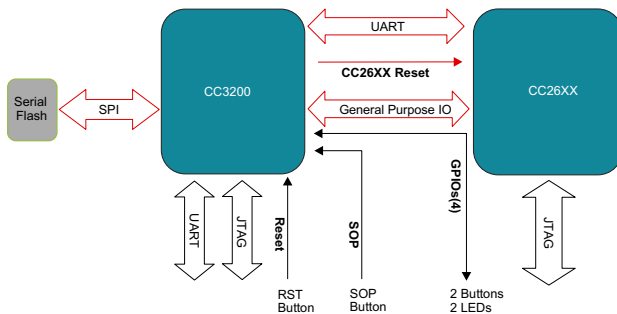 UART
CC26XX Reset
CC3200
CC26XX
Serial
Flash
SPI
General Purpose IO
UART
JTAG
Reset
SOP
GPIOs(4)
JTAG
RST
Button
SOP
Button
2 Buttons
2 LEDs